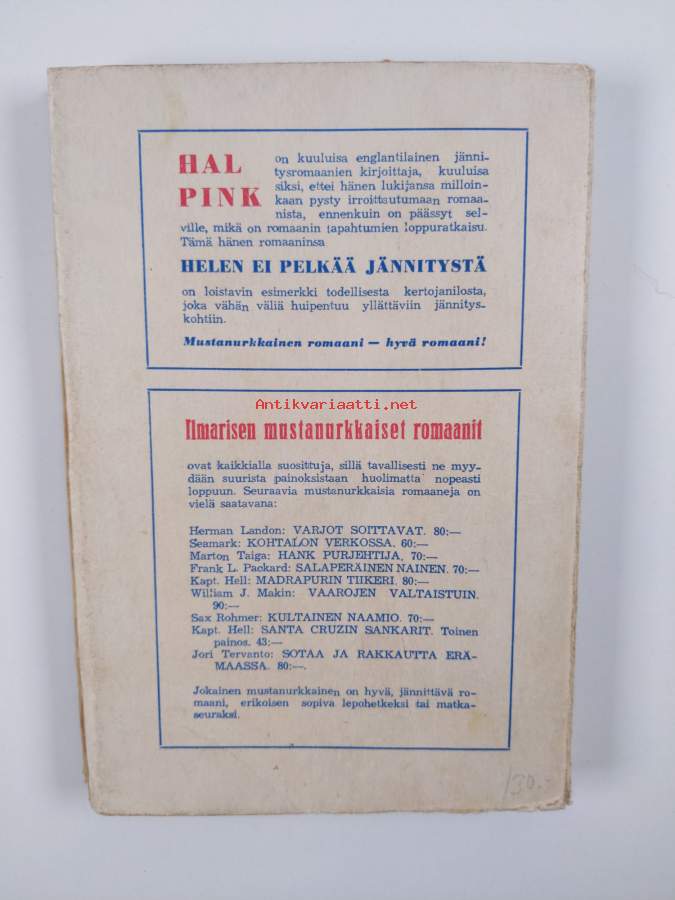 HAL PINK on kuuluisa englantilainen jänni-
tysromaanien kirjoittaja, kuuluisa
siksi, ettei hänen lukijansa milloin-
kaan pysty irroittautumaan romaa-
nista, ennenkuin on päässyt sel-
ville, mikä on romaanin tapahtumien loppuratkaisu.
Tämä hänen romaaninsa
HELEN EI PELKÄÄ JÄNNITYSTÄ
on loistavin esimerkki todellisesta kertojanilosta,
joka vähän väliä huipentuu yllättäviin jännitys-
kohtiin.
Mustanurkkainen romaani — hyvä romaani!
Antikvariaatti.net
Ilmarisen mustanurkkaiset romaanit
ovat kaikkialla suosittuja, sillä tavallisesti ne myy-
dään suurista painoksistaan huolimatta nopeasti
loppuun. Seuraavia mustanurkkaisia romaaneja on
vielä saatavana:
Herman Landon: VARJOT SOITTAVAT. 80:—
Seamark: KOHTALON VERKOSSA. 60:—
Marton Taiga: HANK PURJEHTIJA, 70:—
Frank L. Packard: SALAPERÄINEN NAINEN. 70:—
Kapt. Hell: MADRAPURIN TIIKERI. 80:—
William J. Makin: VAAROJEN VALTAISTUIN.
90:—
Sax Rohmer: KULTAINEN NAAMIO. 70:—
Kapt. Hell: SANTA CRUZIN SANKARIT. Toinen
painos. 43:—
Jori Tervanto: SOTAA JA RAKKAUTTA ERÄ-
MAASSA. 80:—.
Jokainen mustanurkkainen on hyvä, jännittävä ro-
maani, erikoisen sopiva lepohetkeksi tai matka-
seuraksi.
/30.-